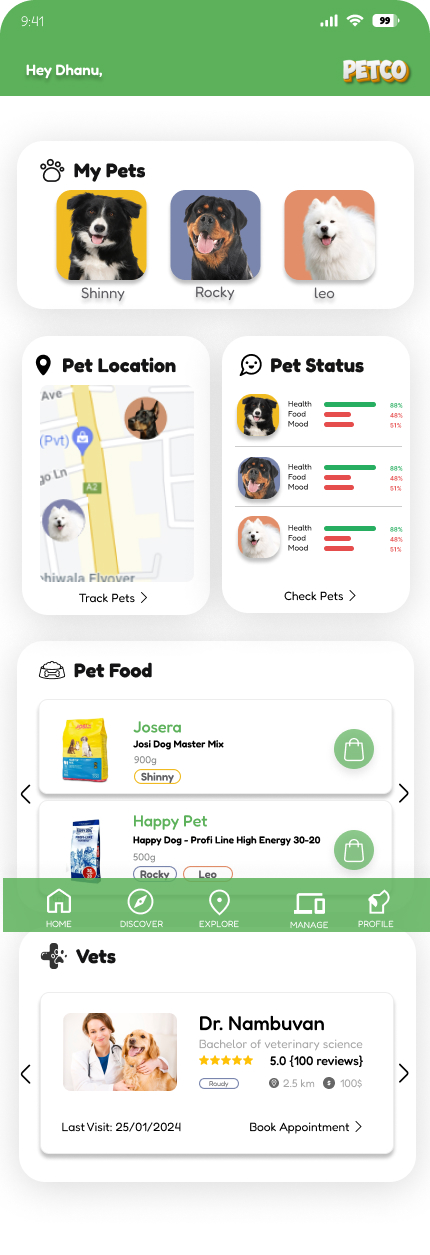 9:41
99
Hey Dhanu,
PETCO
My Pets
Shinny
Rocky
leo
Pet Location
Ave
(Pvt)
go Ln
A2
hiwala Flyover
Track Pets >
Pet Status
Health 88%
Food 48%
Mood 51%
Health 88%
Food 48%
Mood 51%
Health 88%
Food 48%
Mood 51%
Check Pets >
Pet Food
Josera
Josi Dog Master Mix
900g
Shinny
Happy Pet
Happy Dog - Profi Line High Energy 30-20
500g
Rocky Leo
HOME DISCOVER EXPLORE MANAGE PROFILE
Vets
Dr. Nambuvan
Bachelor of veterinary science
5.0 {100 reviews}
2.5 km $ 100$
Last Visit: 25/01/2024
Book Appointment >